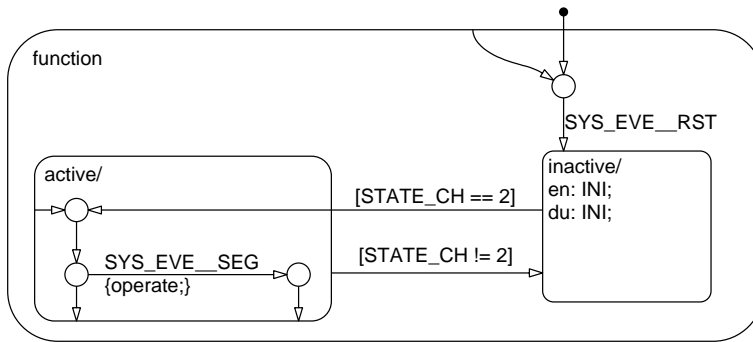 function
SYS_EVE__RST
active/
inactive/
en: INI;
du: INI;
[STATE_CH == 2]
SYS_EVE__SEG
{operate;}
[STATE_CH != 2]